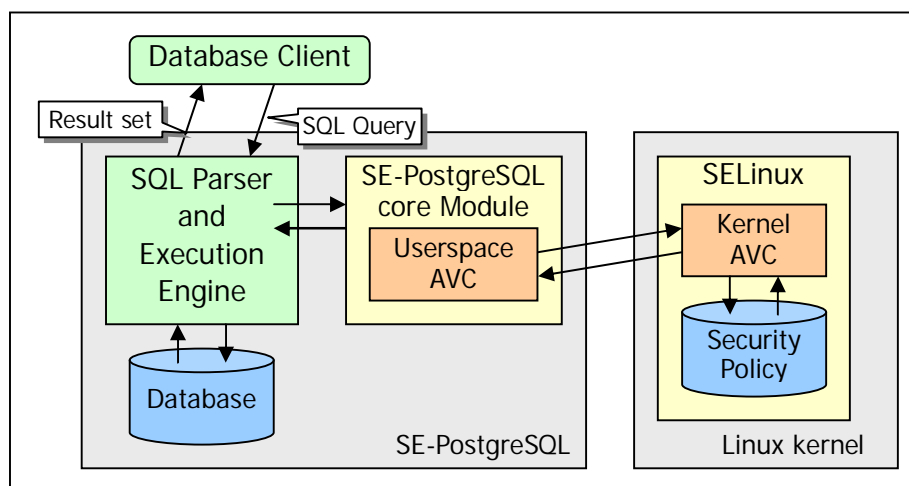 Database Client
Result set
SQL Query
SQL Parser
and
Execution
Engine
SE-PostgreSQL
core Module
Userspace
AVC
SELinux
Kernel
AVC
Security
Policy
Database
SE-PostgreSQL
Linux kernel